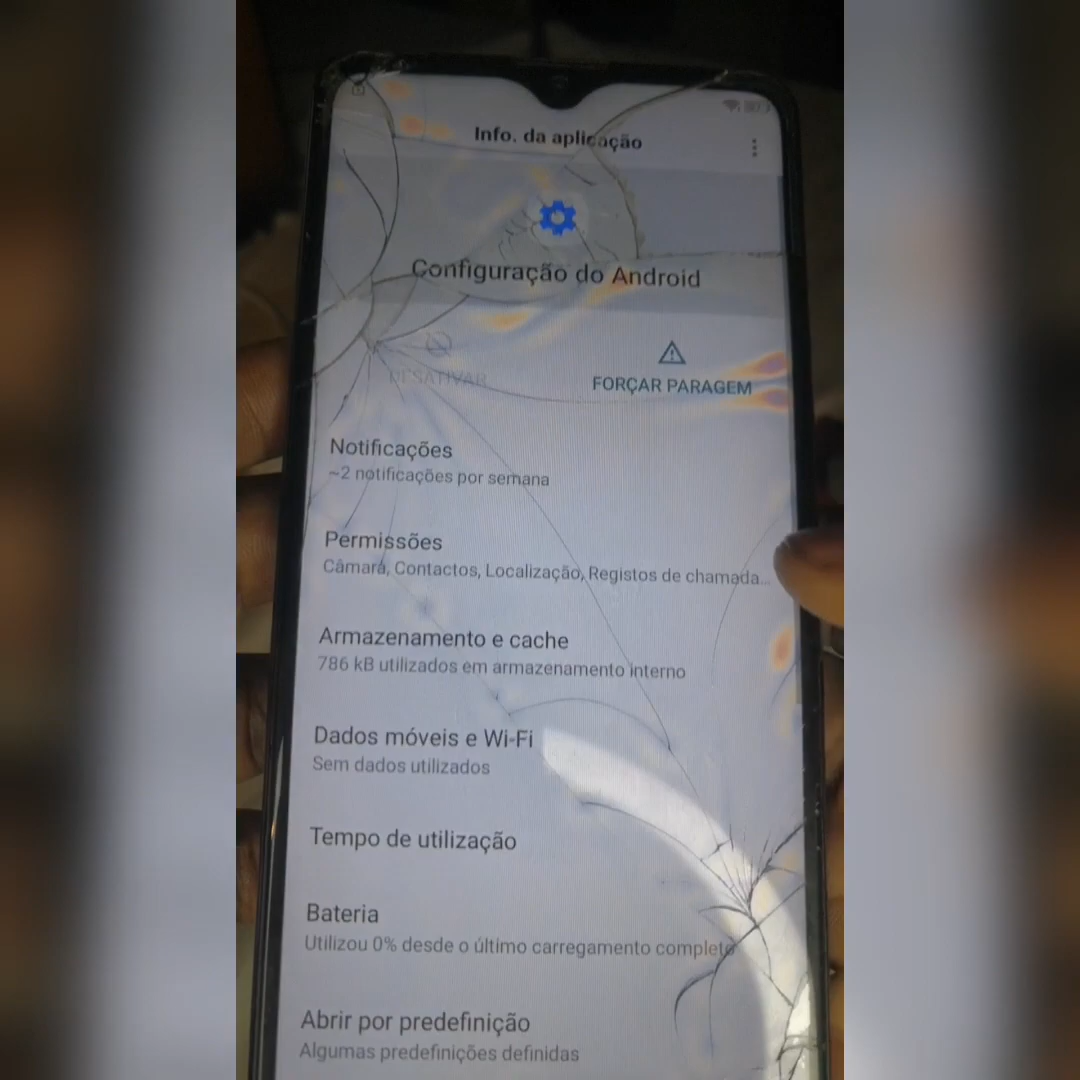 Info. da aplicação
Configuração do Android
DESATIVAR
FORÇAR PARAGEM
Notificações
~2 notificações por semana
Permissões
Câmara, Contactos, Localização, Registos de chamada...
Armazenamento e cache
786 kB utilizados em armazenamento interno
Dados móveis e Wi-Fi
Sem dados utilizados
Tempo de utilização
Bateria
Utilizou 0% desde o último carregamento completo
Abrir por predefinição
Algumas predefinições definidas